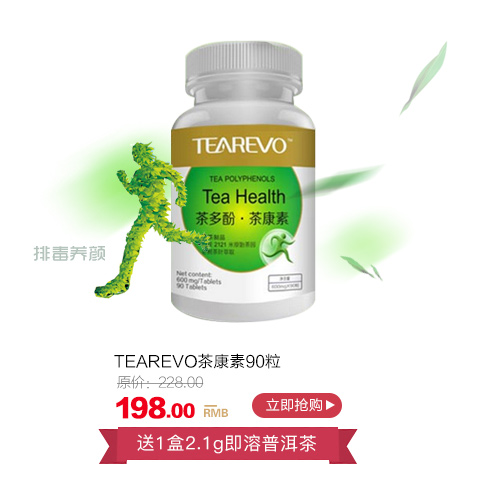 TEAREVO™
TEA POLYPHENOLS
Tea Health
茶多酚·茶康素
排毒养颜
Net content:
600 mg/Tablets
90 Tablets
TEAREVO茶康素90粒
原价：228.00
198.00 RMB
立即抢购
送1盒2.1g即溶普洱茶